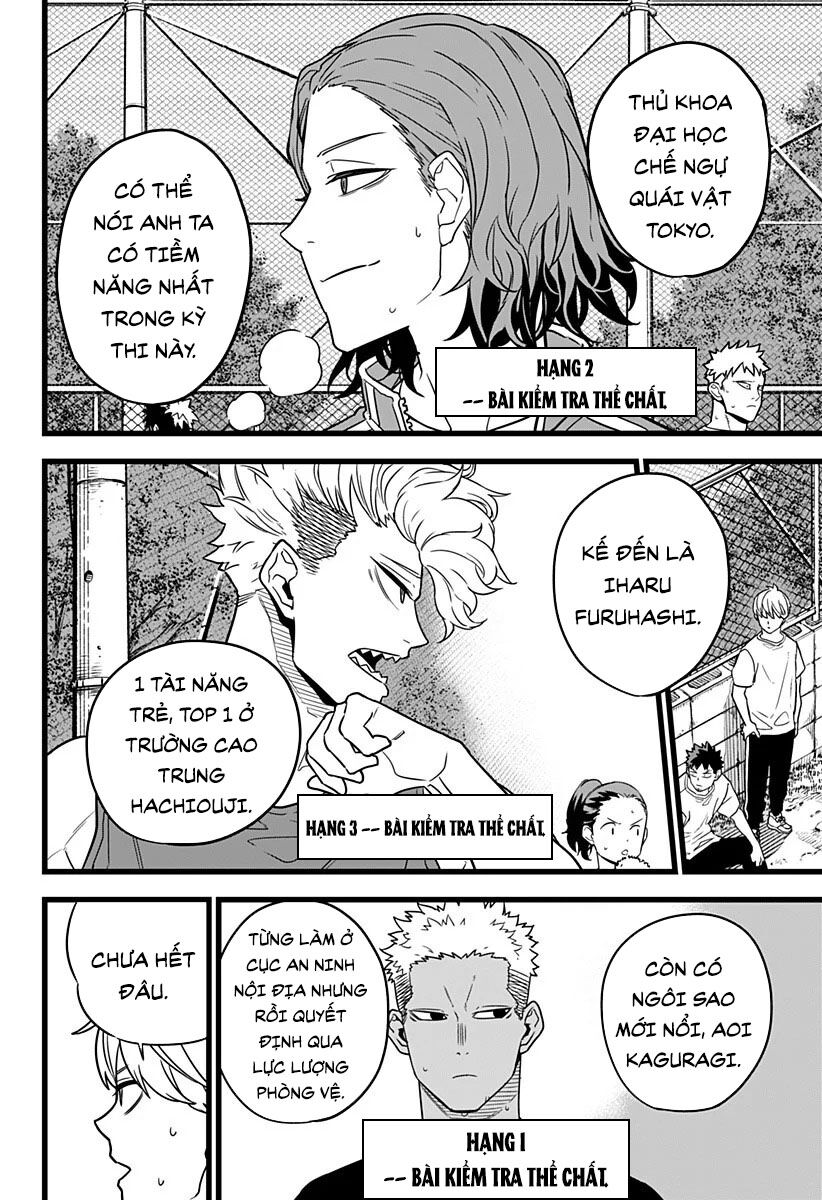 THỦ KHOA
ĐẠI HỌC
CHẾ NGỰ
QUÁI VẬT
TOKYO.
CÓ THỂ
NÓI ANH TA
CÓ TIỀM
NĂNG NHẤT
TRONG KỲ
THI NÀY.
HẠNG 2
-- BÀI KIỂM TRA THỂ CHẤT.
KẾ ĐẾN LÀ
IHARU
FURUHASHI.
1 TÀI NĂNG
TRẺ, TOP 1 Ở
TRƯỜNG CAO
TRUNG
HACHIOUJI.
HẠNG 3 -- BÀI KIỂM TRA THỂ CHẤT.
CÒN CÓ
NGÔI SAO
MỚI NỔI, AOI
KAGURAGI.
TỪNG LÀM Ở
CỤC AN NINH
NỘI ĐỊA NHƯNG
RỒI QUYẾT
ĐỊNH QUA
LỰC LƯỢNG
PHÒNG VỆ.
HẠNG 1
-- BÀI KIỂM TRA THỂ CHẤT.
CHƯA HẾT
ĐÂU.